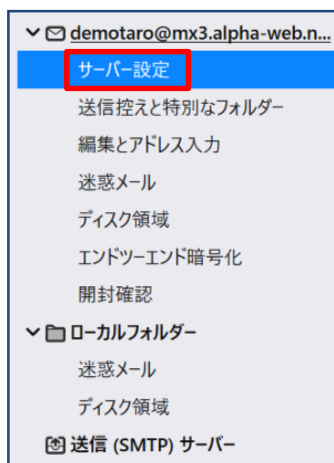 demotaro@mx3.alpha-web.n...
サーバー設定
送信控えと特別なフォルダー
編集とアドレス入力
迷惑メール
ディスク領域
エンドツーエンド暗号化
開封確認
ローカルフォルダー
迷惑メール
ディスク領域
送信 (SMTP) サーバー